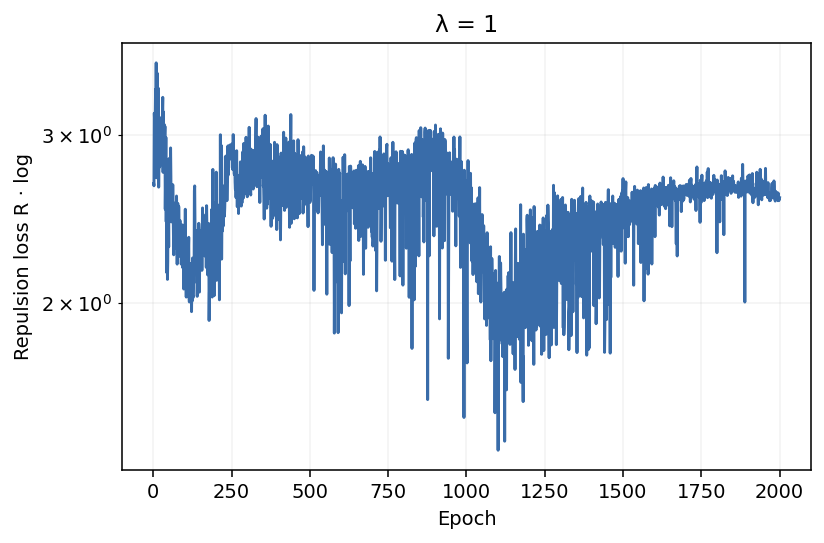 λ = 1
Repulsion loss R · log
3 × 10⁰
2 × 10⁰
0 250 500 750 1000 1250 1500 1750 2000
Epoch